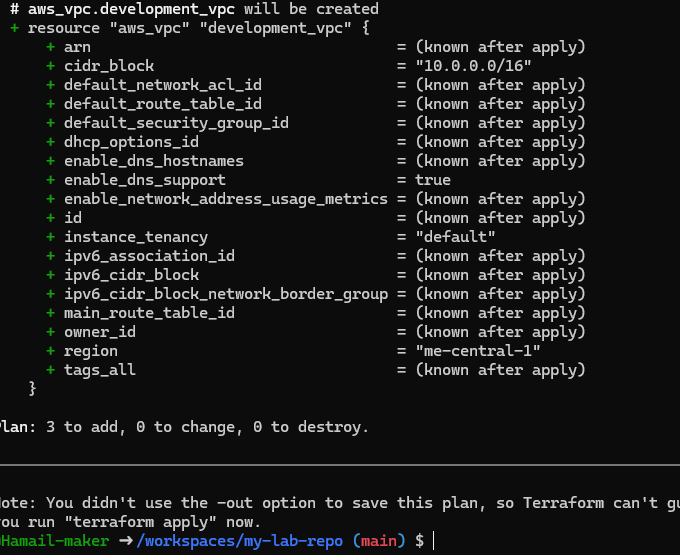 # aws_vpc.development_vpc will be created
+ resource "aws_vpc" "development_vpc" {
+ arn = (known after apply)
+ cidr_block = "10.0.0.0/16"
+ default_network_acl_id = (known after apply)
+ default_route_table_id = (known after apply)
+ default_security_group_id = (known after apply)
+ dhcp_options_id = (known after apply)
+ enable_dns_hostnames = (known after apply)
+ enable_dns_support = true
+ enable_network_address_usage_metrics = (known after apply)
+ id = (known after apply)
+ instance_tenancy = "default"
+ ipv6_association_id = (known after apply)
+ ipv6_cidr_block = (known after apply)
+ ipv6_cidr_block_network_border_group = (known after apply)
+ main_route_table_id = (known after apply)
+ owner_id = (known after apply)
+ region = "me-central-1"
+ tags_all = (known after apply)
}
Plan: 3 to add, 0 to change, 0 to destroy.
Note: You didn't use the -out option to save this plan, so Terraform can't gu
you run "terraform apply" now.
@Hamail-maker ➜ /workspaces/my-lab-repo (main) $